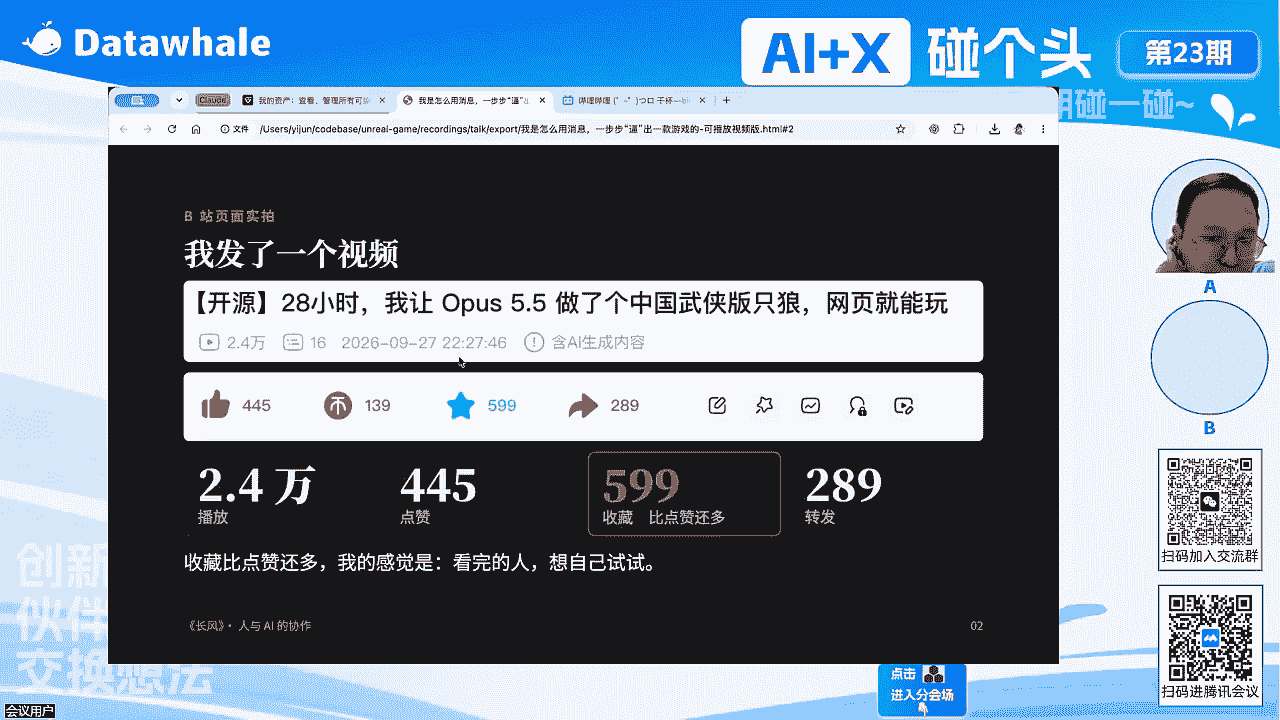 Datawhale
AI+X 碰个头 第23期
碰一碰~
Claude
我的资产：查看、管理所有可
我是怎么用消息，一步步“逼”出
文件 /Users/yijun/codebase/
-game/recordings/talk/export/我是怎么用消息，一步步“逼”出一款游戏的-可播放视频版.html#2
B 站页面实拍
我发了一个视频
【开源】28小时，我让 Opus 5.5 做了个中国武侠版只狼，网页就能玩
2.4万 16 2026-09-27 22:27:46 含AI生成内容
445 139 599 289
2.4 万 445 599 289
播放 点赞 收藏 比点赞还多 转发
收藏比点赞还多，我的感觉是：看完的人，想自己试试。
《长风》· 人与 AI 的协作 02
A
B
扫码加入交流群
扫码进腾讯会议
创新
伙伴
交换想法
点击
进入分会场
会议用户